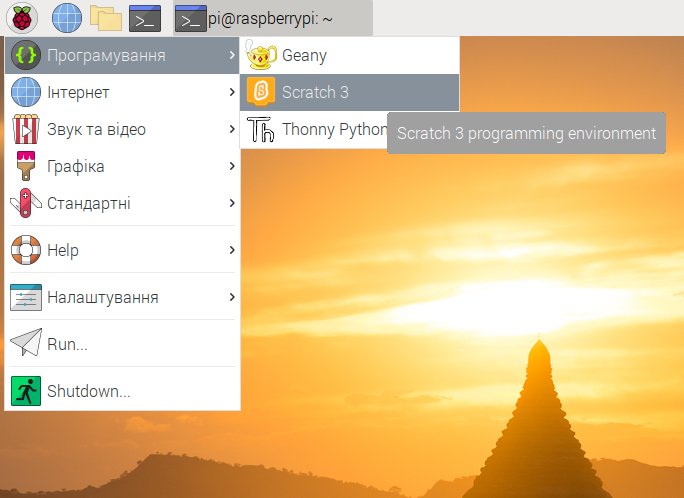 pi@raspberrypi: ~
Програмування
Інтернет
Звук та відео
Графіка
Стандартні
Help
Налаштування
Run...
Shutdown...
Geany
Scratch 3
Thonny Python
Scratch 3 programming environment